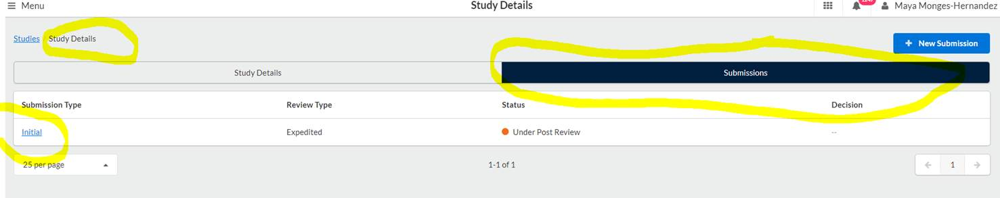 Menu
Study Details
Maya Monges-Hernandez
Studies Study Details
+ New Submission
Study Details
Submissions
Submission Type Review Type Status Decision
Initial Expedited Under Post Review --
25 per page
1-1 of 1
1